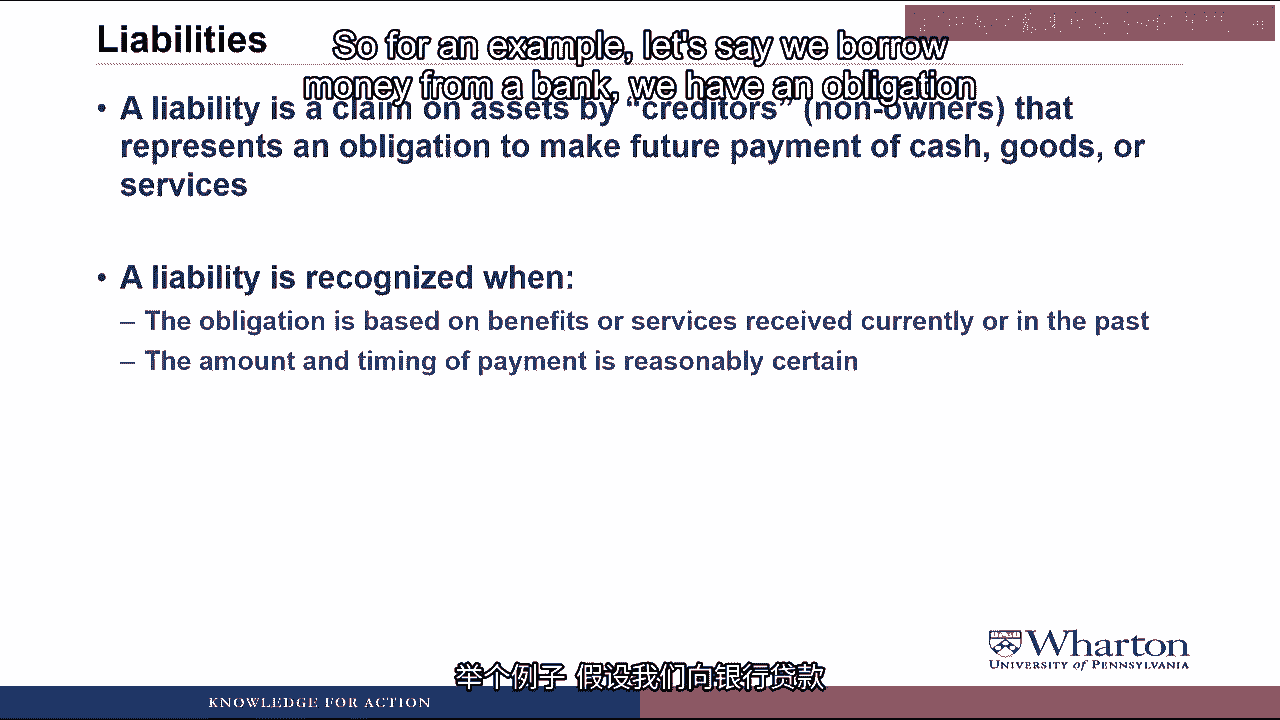 Liabilities
So for an example, let's say we borrow
money from a bank, we have an obligation
• A liability is a claim on assets by “creditors” (non-owners) that
represents an obligation to make future payment of cash, goods, or
services
• A liability is recognized when:
– The obligation is based on benefits or services received currently or in the past
– The amount and timing of payment is reasonably certain
Wharton
UNIVERSITY of PENNSYLVANIA
举个例子 假设我们向银行贷款
KNOWLEDGE FOR ACTION